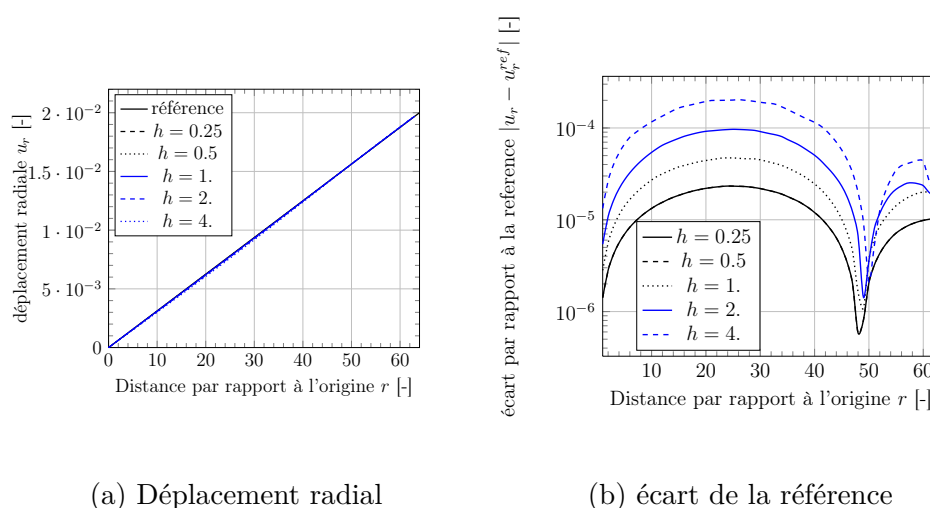 déplacement radiale u_r [-]
2 · 10^{-2}
1.5 · 10^{-2}
1 · 10^{-2}
5 · 10^{-3}
0
référence
h = 0.25
h = 0.5
h = 1.
h = 2.
h = 4.
0 10 20 30 40 50 60
Distance par rapport à l'origine r [-]
(a) Déplacement radial
écart par rapport à la reference |u_r − u_r^{ref}| [-]
10^{-4}
10^{-5}
10^{-6}
h = 0.25
h = 0.5
h = 1.
h = 2.
h = 4.
10 20 30 40 50 60
Distance par rapport à l'origine r [-]
(b) écart de la référence